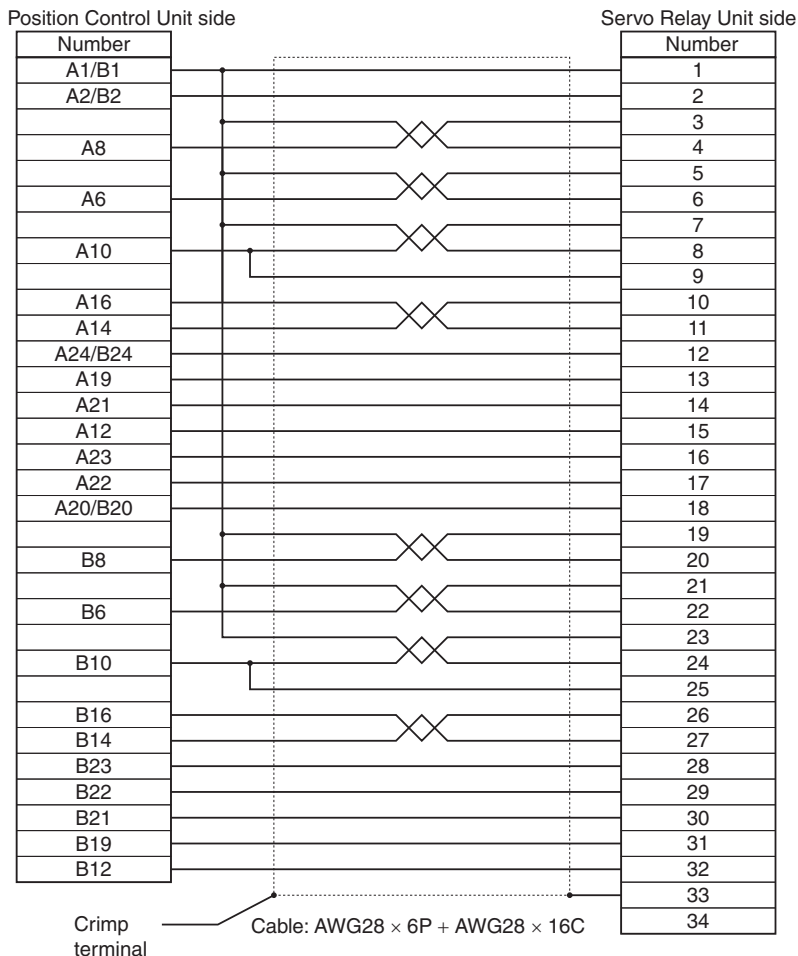 Position Control Unit side Servo Relay Unit side
Number Number
A1/B1 1
A2/B2 2
3
A8 4
5
A6 6
7
A10 8
9
A16 10
A14 11
A24/B24 12
A19 13
A21 14
A12 15
A23 16
A22 17
A20/B20 18
19
B8 20
21
B6 22
23
B10 24
25
B16 26
B14 27
B23 28
B22 29
B21 30
B19 31
B12 32
33
34
Crimp
terminal
Cable: AWG28 × 6P + AWG28 × 16C